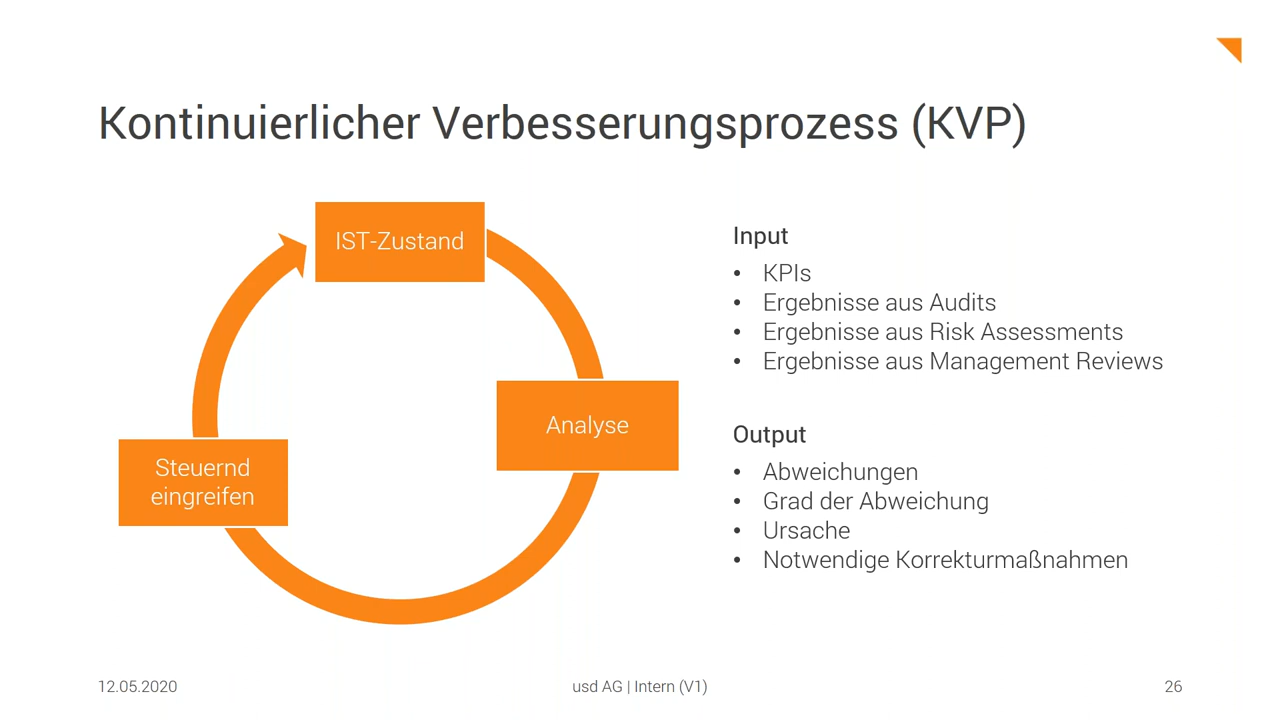 Kontinuierlicher Verbesserungsprozess (KVP)
IST-Zustand
Analyse
Steuernd
eingreifen
Input
• KPIs
• Ergebnisse aus Audits
• Ergebnisse aus Risk Assessments
• Ergebnisse aus Management Reviews
Output
• Abweichungen
• Grad der Abweichung
• Ursache
• Notwendige Korrekturmaßnahmen
12.05.2020
usd AG | Intern (V1)
26